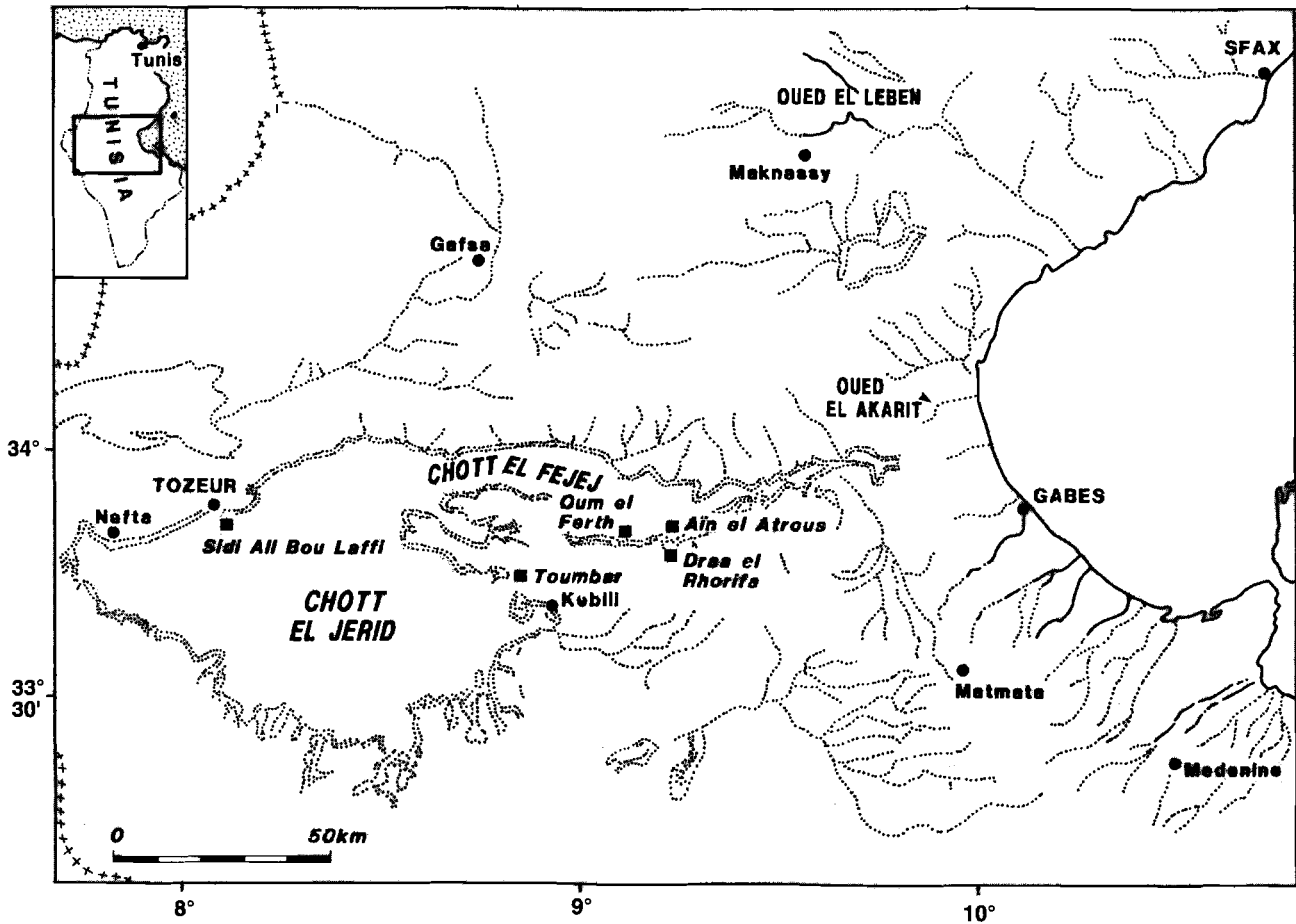 Tunis
TUNISIA
SFAX
OUED EL LEBEN
Maknassy
Gafsa
OUED
EL AKARIT
34°
CHOTT EL FEJEJ
TOZEUR
Oum el
Ferth
GABES
Nefta
Aïn el Atrous
Sidi Ali Bou Laffi
Draa el
Rhorifa
Toumbar
Kebili
CHOTT
EL JERID
Matmata
33°
30'
Medenine
0 50km
8° 9° 10°